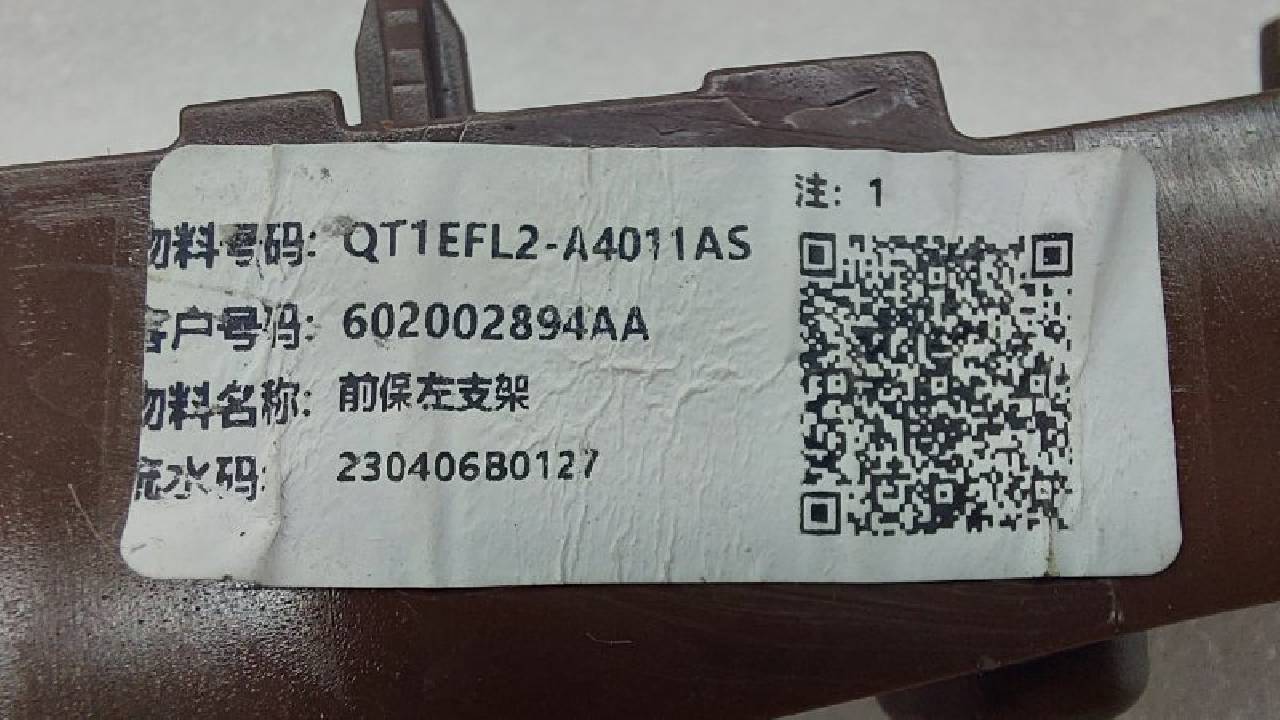 注: 1
物料号码: QT1EFL2-A4011AS
客户号码: 602002894AA
物料名称: 前保左支架
流水码: 230406B0127